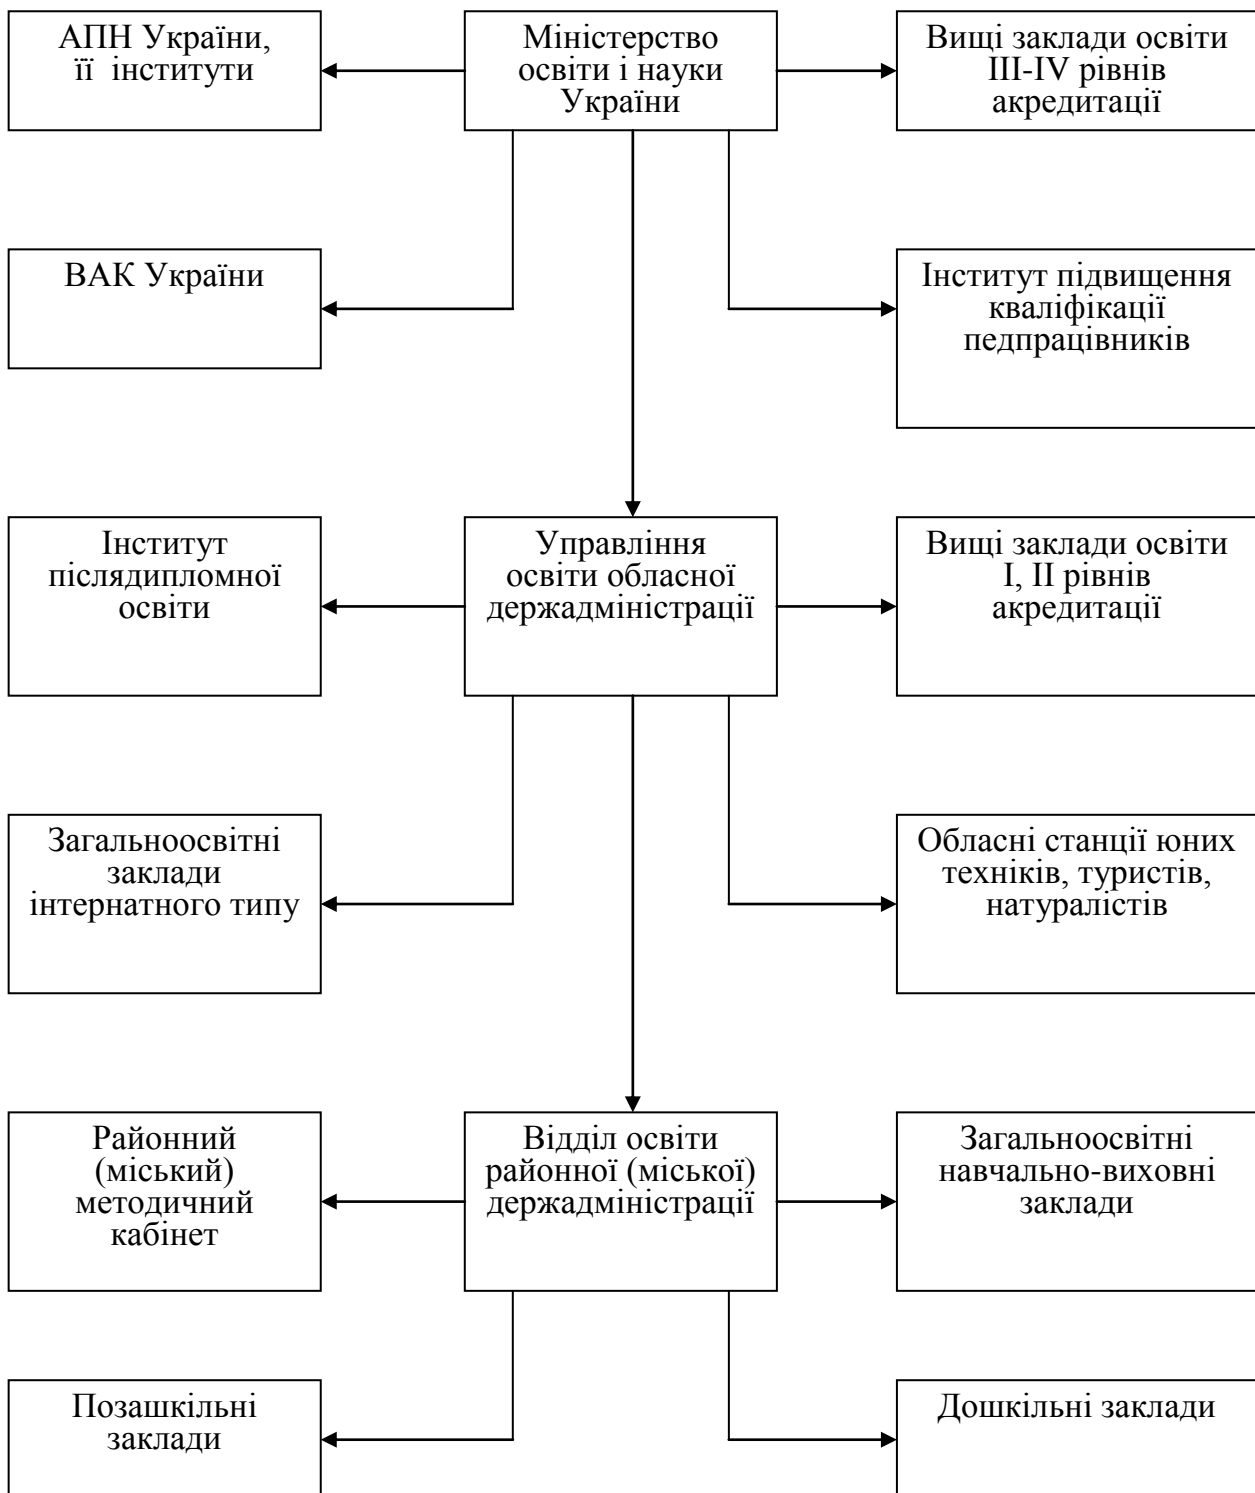 АПН України,
її інститути
Міністерство
освіти і науки
України
Вищі заклади освіти
III-IV рівнів
акредитації
ВАК України
Інститут підвищення
кваліфікації
педпрацівників
Інститут
післядипломної
освіти
Управління
освіти обласної
держадміністрації
Вищі заклади освіти
I, II рівнів
акредитації
Загальноосвітні
заклади
інтернатного типу
Обласні станції юних
техніків, туристів,
натуралістів
Районний
(міський)
методичний
кабінет
Відділ освіти
районної (міської)
держадміністрації
Загальноосвітні
навчально-виховні
заклади
Позашкільні
заклади
Дошкільні заклади